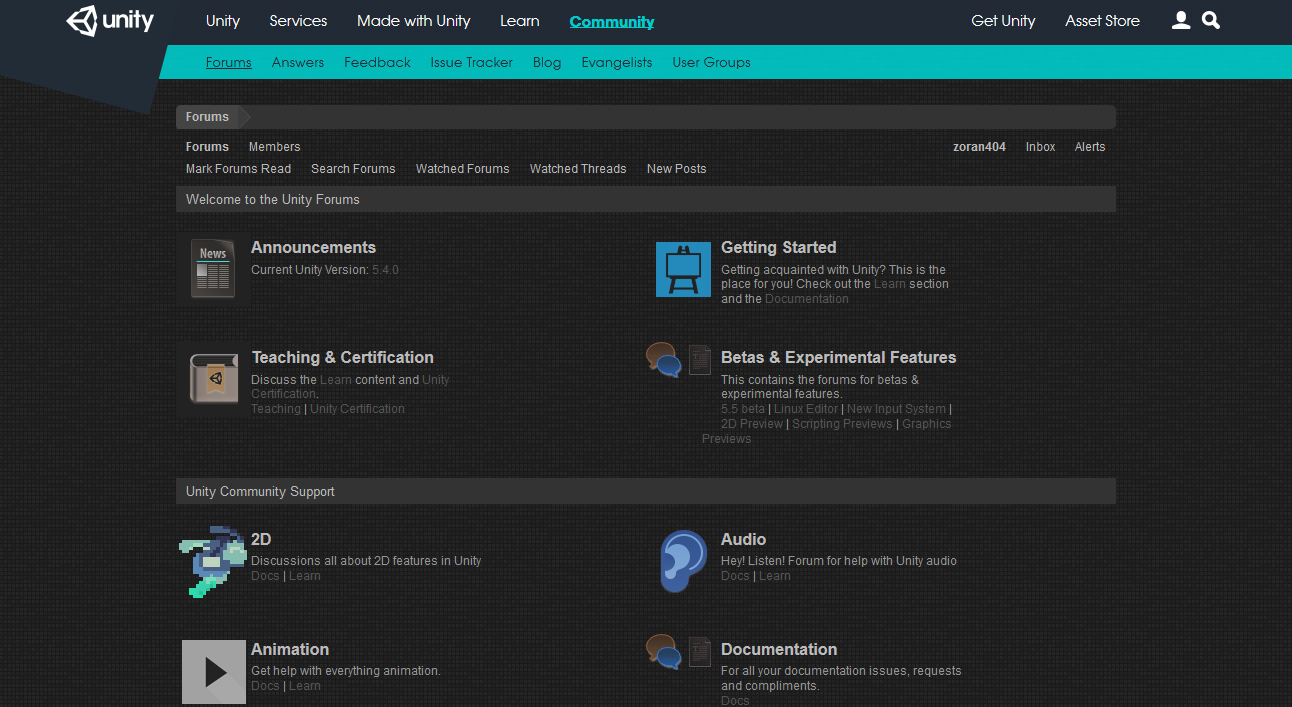 unity Unity Services Made with Unity Learn Community Get Unity Asset Store
Forums Answers Feedback Issue Tracker Blog Evangelists User Groups
Forums
Forums Members zoran404 Inbox Alerts
Mark Forums Read Search Forums Watched Forums Watched Threads New Posts
Welcome to the Unity Forums
News
Announcements
Current Unity Version: 5.4.0
Getting Started
Getting acquainted with Unity? This is the
place for you! Check out the Learn section
and the Documentation
Teaching & Certification
Discuss the Learn content and Unity
Certification.
Teaching | Unity Certification
Betas & Experimental Features
This contains the forums for betas &
experimental features.
5.5 beta | Linux Editor | New Input System |
2D Preview | Scripting Previews | Graphics
Previews
Unity Community Support
2D
Discussions all about 2D features in Unity
Docs | Learn
Audio
Hey! Listen! Forum for help with Unity audio
Docs | Learn
Animation
Get help with everything animation.
Docs | Learn
Documentation
For all your documentation issues, requests
and compliments.
Docs